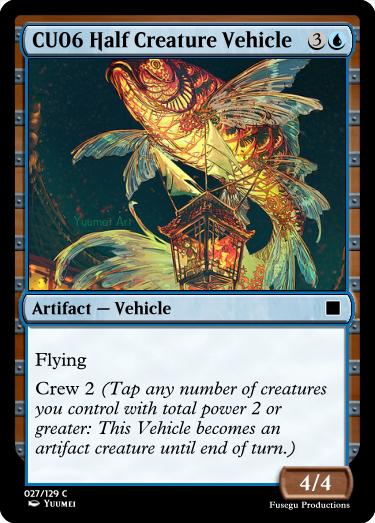 CU06 Half Creature Vehicle 3
Yuumei Art
Artifact — Vehicle
Flying
Crew 2 (Tap any number of creatures
you control with total power 2 or
greater: This Vehicle becomes an
artifact creature until end of turn.)
4/4
027/129 C
Yuumei
Fusegu Productions